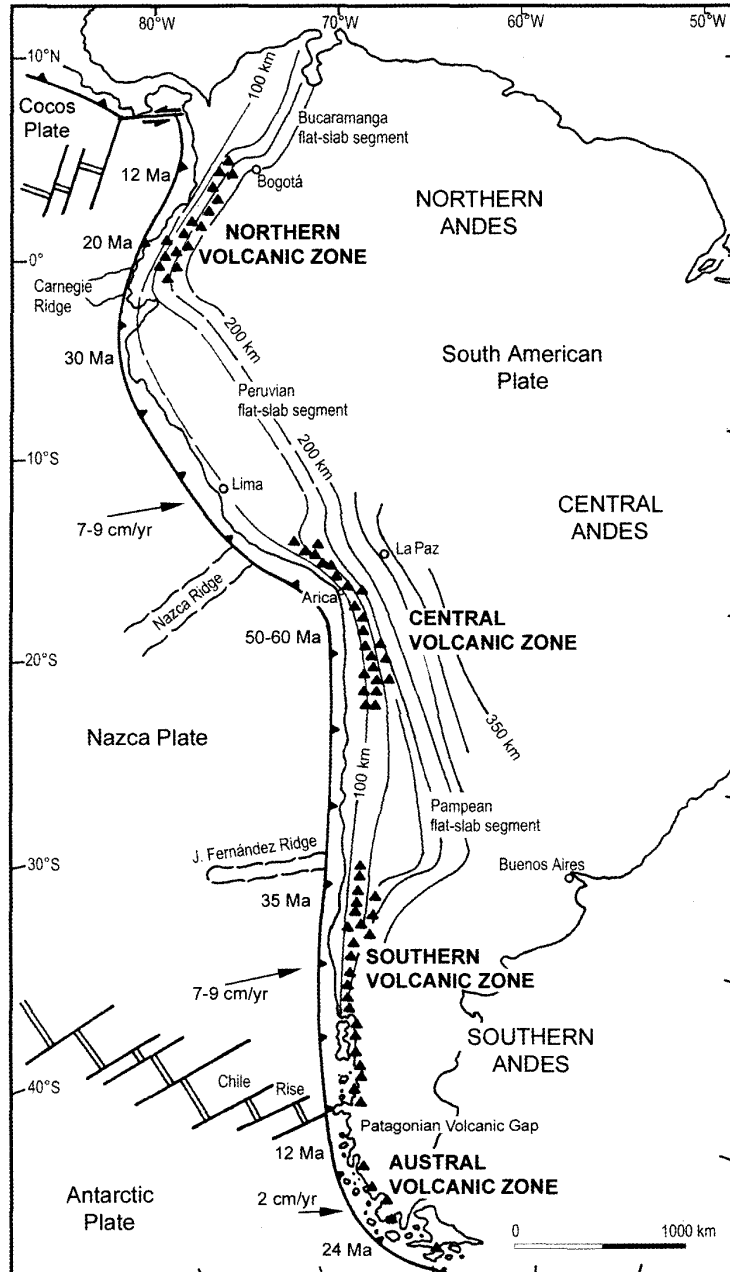 80°W
70°W
60°W
50°W
10°N
100 km
Cocos
Plate
Bucaramanga
flat-slab segment
12 Ma
Bogotá
NORTHERN
ANDES
20 Ma
NORTHERN
VOLCANIC ZONE
0°
Carnegie
Ridge
200 km
30 Ma
South American
Plate
Peruvian
flat-slab segment
10°S
200 km
Lima
7-9 cm/yr
CENTRAL
ANDES
La Paz
Nazca Ridge
Arica
50-60 Ma
CENTRAL
VOLCANIC ZONE
20°S
350 km
Nazca Plate
100 km
Pampean
flat-slab segment
J. Fernández Ridge
30°S
Buenos Aires
35 Ma
SOUTHERN
VOLCANIC ZONE
7-9 cm/yr
SOUTHERN
ANDES
40°S
Chile
Rise
Patagonian Volcanic Gap
12 Ma
AUSTRAL
VOLCANIC ZONE
Antarctic
Plate
2 cm/yr
0
1000 km
24 Ma